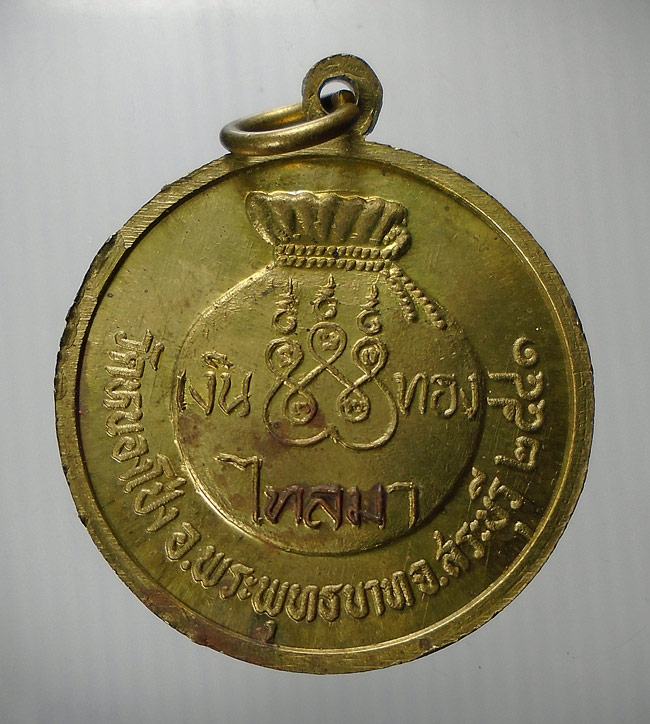 เงิน ทอง
ไหลมา
วัดหนองโป่ง อ.พระพุทธบาท จ.สระบุรี ๒๕๔๑